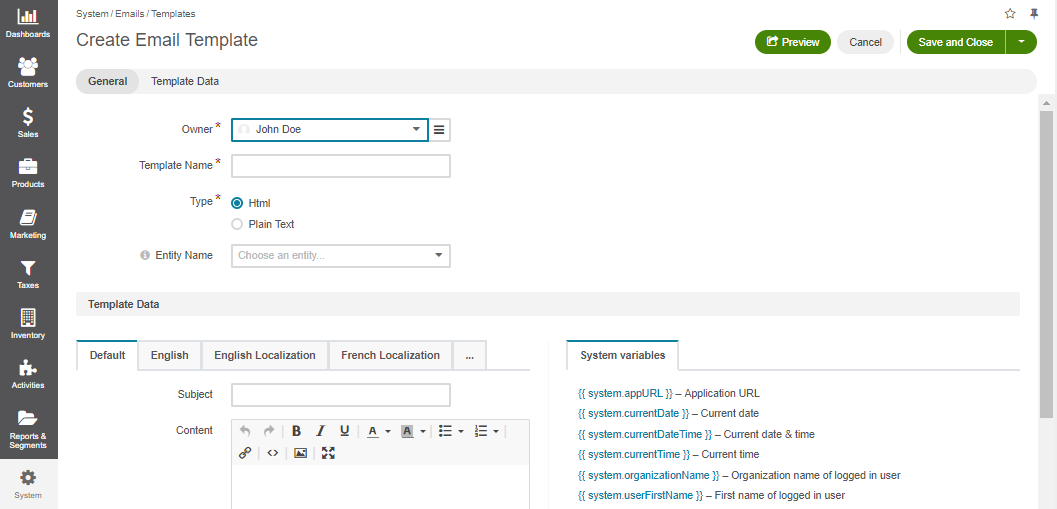 Dashboards
Customers
Sales
Products
Marketing
Taxes
Inventory
Activities
Reports &
Segments
System
System / Emails / Templates
Create Email Template
Preview
Cancel
Save and Close
General
Template Data
Owner *
John Doe
Template Name *
Type *
Html
Plain Text
Entity Name
Choose an entity...
Template Data
Default
English
English Localization
French Localization
...
Subject
Content
B I U A A
System variables
{{ system.appURL }} – Application URL
{{ system.currentDate }} – Current date
{{ system.currentDateTime }} – Current date & time
{{ system.currentTime }} – Current time
{{ system.organizationName }} – Organization name of logged in user
{{ system.userFirstName }} – First name of logged in user